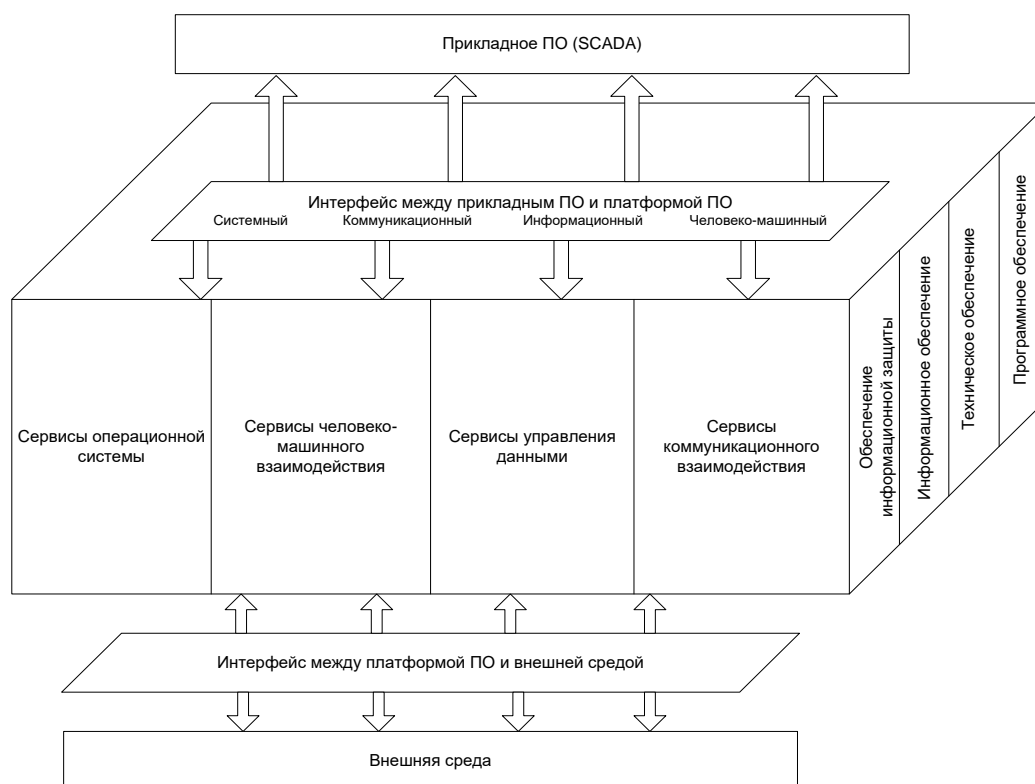 Прикладное ПО (SCADA)
Интерфейс между прикладным ПО и платформой ПО
Системный
Коммуникационный
Информационный
Человеко-машинный
Сервисы операционной
системы
Сервисы человеко-
машинного
взаимодействия
Сервисы управления
данными
Сервисы
коммуникационного
взаимодействия
Обеспечение
информационной защиты
Информационное обеспечение
Техническое обеспечение
Программное обеспечение
Интерфейс между платформой ПО и внешней средой
Внешняя среда